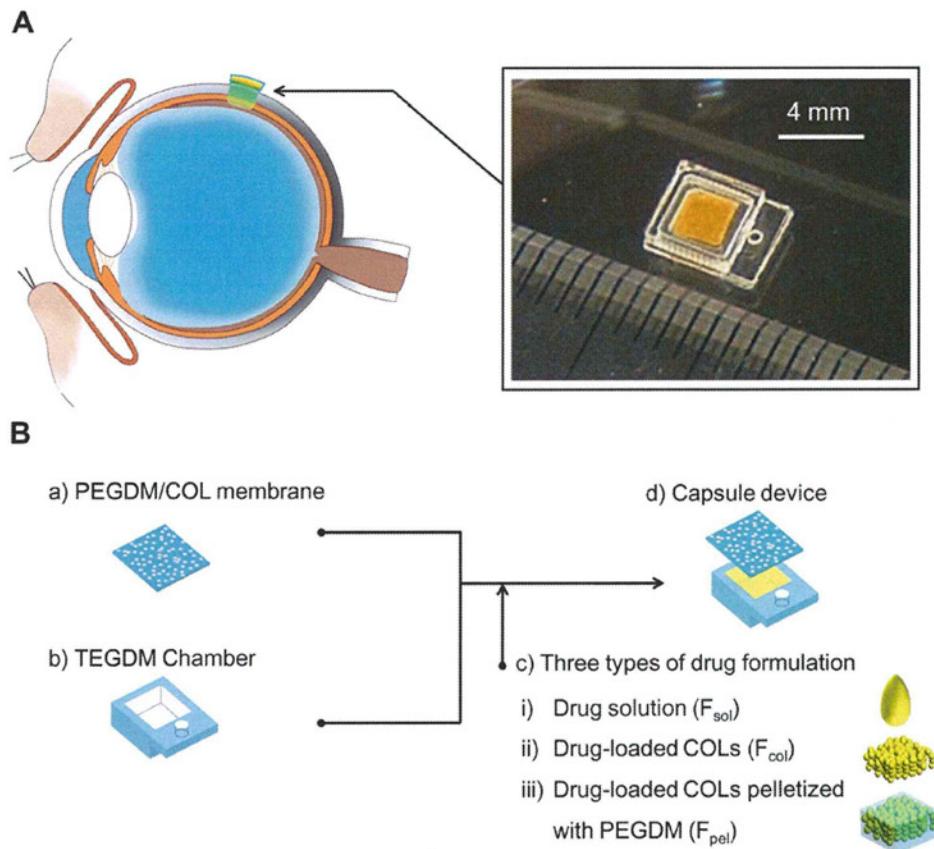 A
4 mm
B
a) PEGDM/COL membrane
d) Capsule device
b) TEGDM Chamber
c) Three types of drug formulation
i) Drug solution (Fsol)
ii) Drug-loaded COLs (Fcol)
iii) Drug-loaded COLs pelletized
with PEGDM (Fpel)